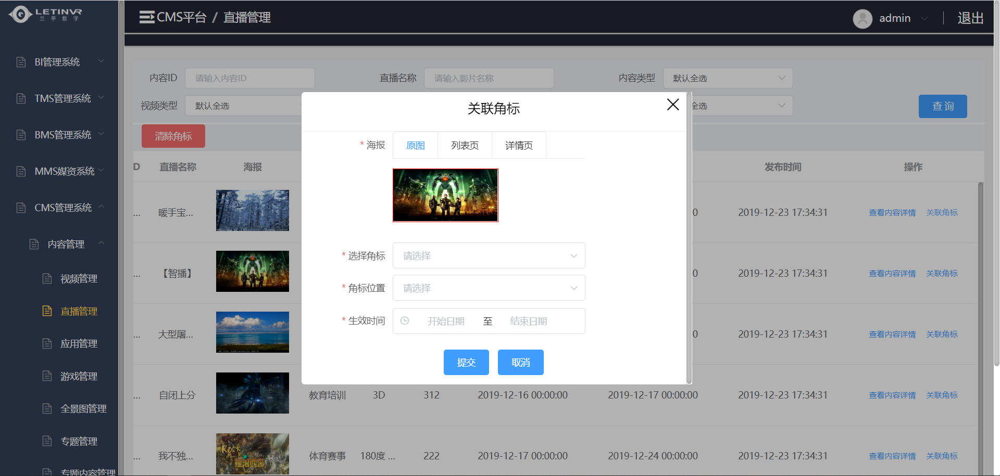 LETINVR
兰亭数字
CMS平台 / 直播管理
admin
退出
BI管理系统
TMS管理系统
BMS管理系统
MMS媒资系统
CMS管理系统
内容管理
视频管理
直播管理
应用管理
游戏管理
全景图管理
专题管理
专题内容管理
内容ID 请输入内容ID 直播名称 请输入影片名称 内容类型 默认全选
视频类型 默认全选 全选 查询
清除角标
D 直播名称 海报 发布时间 操作
... 暖手宝... 0 2019-12-23 17:34:31 查看内容详情 关联角标
... 【智播】 0 2019-12-23 17:34:31 查看内容详情 关联角标
... 大型屠... 0 2019-12-23 17:34:31 查看内容详情 关联角标
... 自闭上分 教育培训 3D 312 2019-12-16 00:00:00 2019-12-17 00:00:00 2019-12-23 17:34:31 查看内容详情 关联角标
... 我不独... 体育赛事 180度 ... 222 2019-12-17 00:00:00 2019-12-24 00:00:00 2019-12-23 17:34:31 查看内容详情 关联角标
关联角标
* 海报 原图 列表页 详情页
* 选择角标 请选择
* 角标位置 请选择
* 生效时间 开始日期 至 结束日期
提交 取消